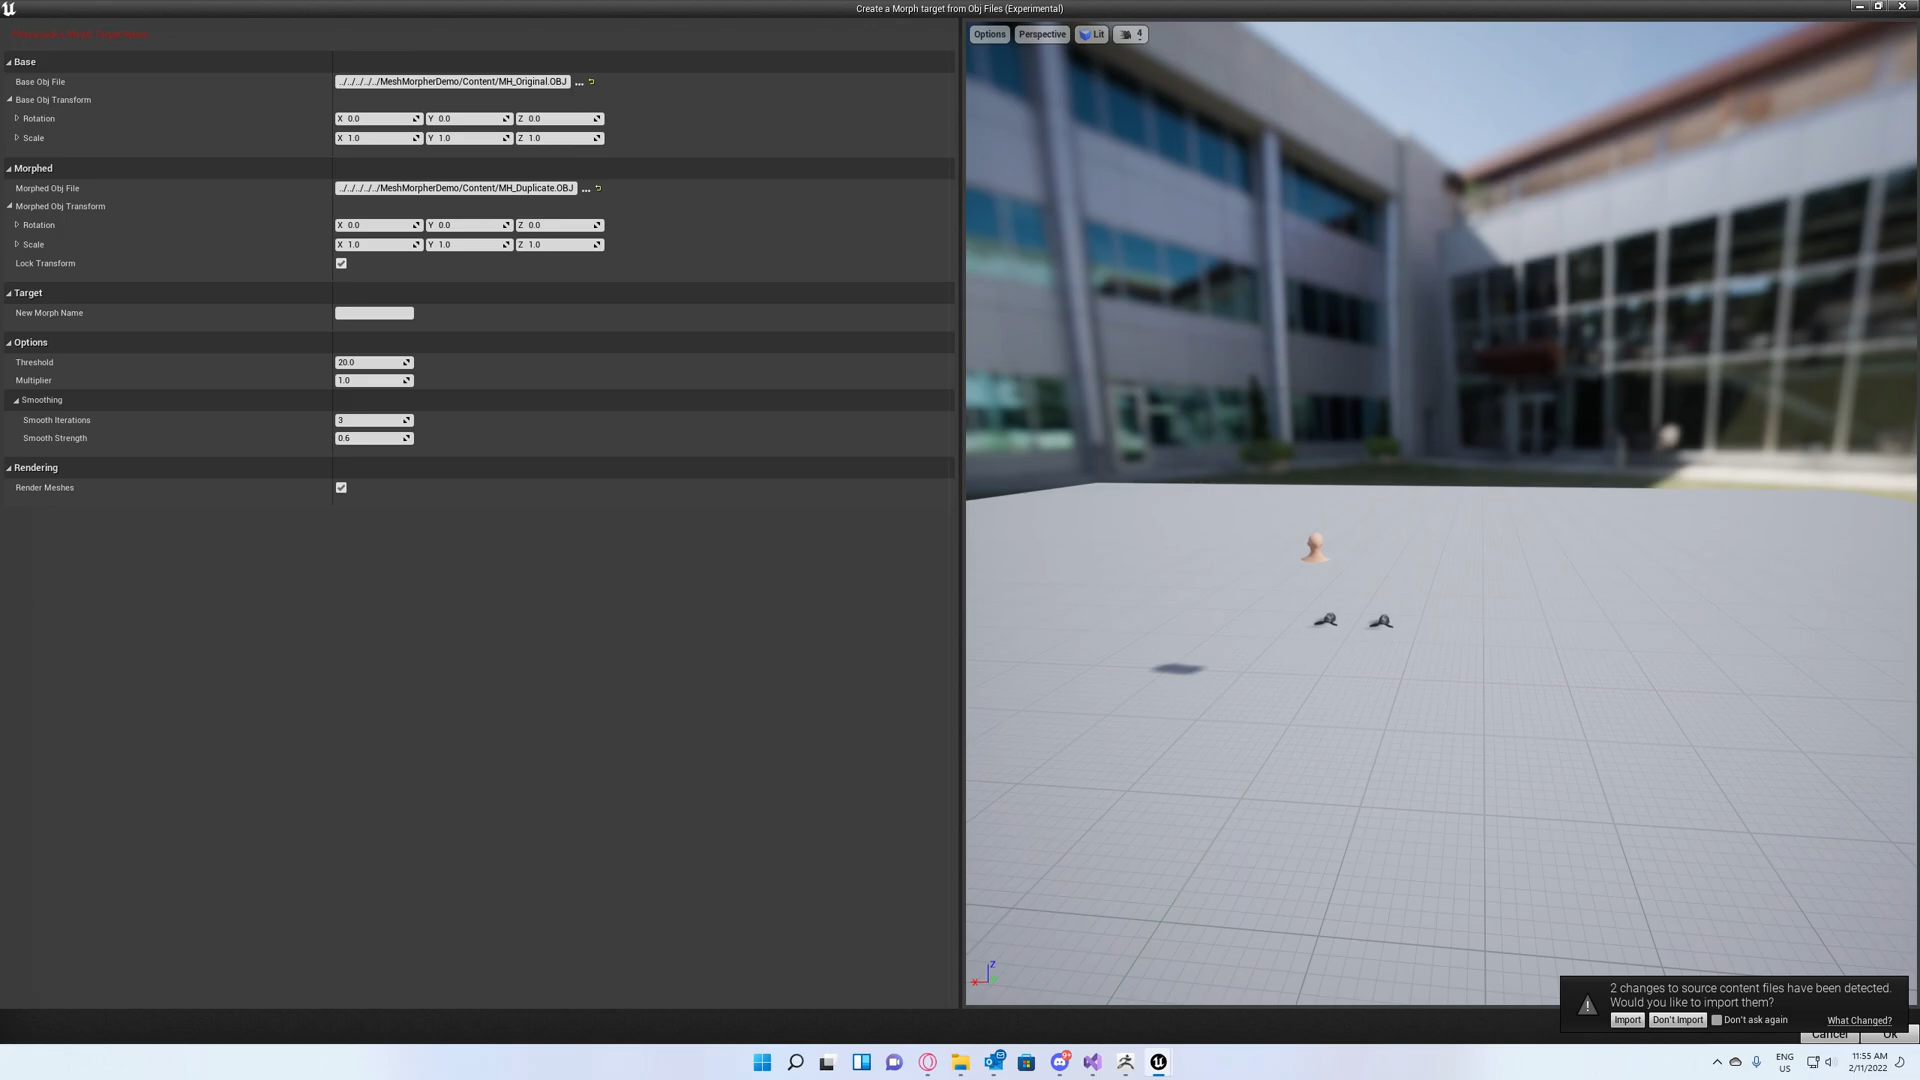 Create a Morph target from Obj Files (Experimental)
Base
Base Obj File ../../../../../MeshMorpherDemo/Content/MH_Original.OBJ ...
Base Obj Transform
Rotation X 0.0 Y 0.0 Z 0.0
Scale X 1.0 Y 1.0 Z 1.0
Morphed
Morphed Obj File ../../../../../MeshMorpherDemo/Content/MH_Duplicate.OBJ ...
Morphed Obj Transform
Rotation X 0.0 Y 0.0 Z 0.0
Scale X 1.0 Y 1.0 Z 1.0
Lock Transform
Target
New Morph Name
Options
Threshold 20.0
Multiplier 1.0
Smoothing
Smooth Iterations 3
Smooth Strength 0.6
Rendering
Render Meshes
Options Perspective Lit 4
Z
X
2 changes to source content files have been detected.
Would you like to import them?
Import Don't Import Don't ask again What Changed?
Cancel Ok
9+
ENG
US
11:55 AM
2/11/2022